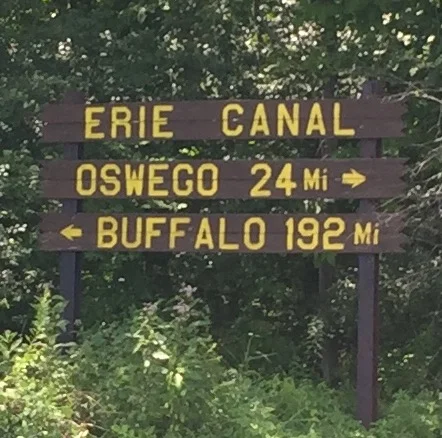 ERIE CANAL
OSWEGO 24 Mi →
← BUFFALO 192 Mi